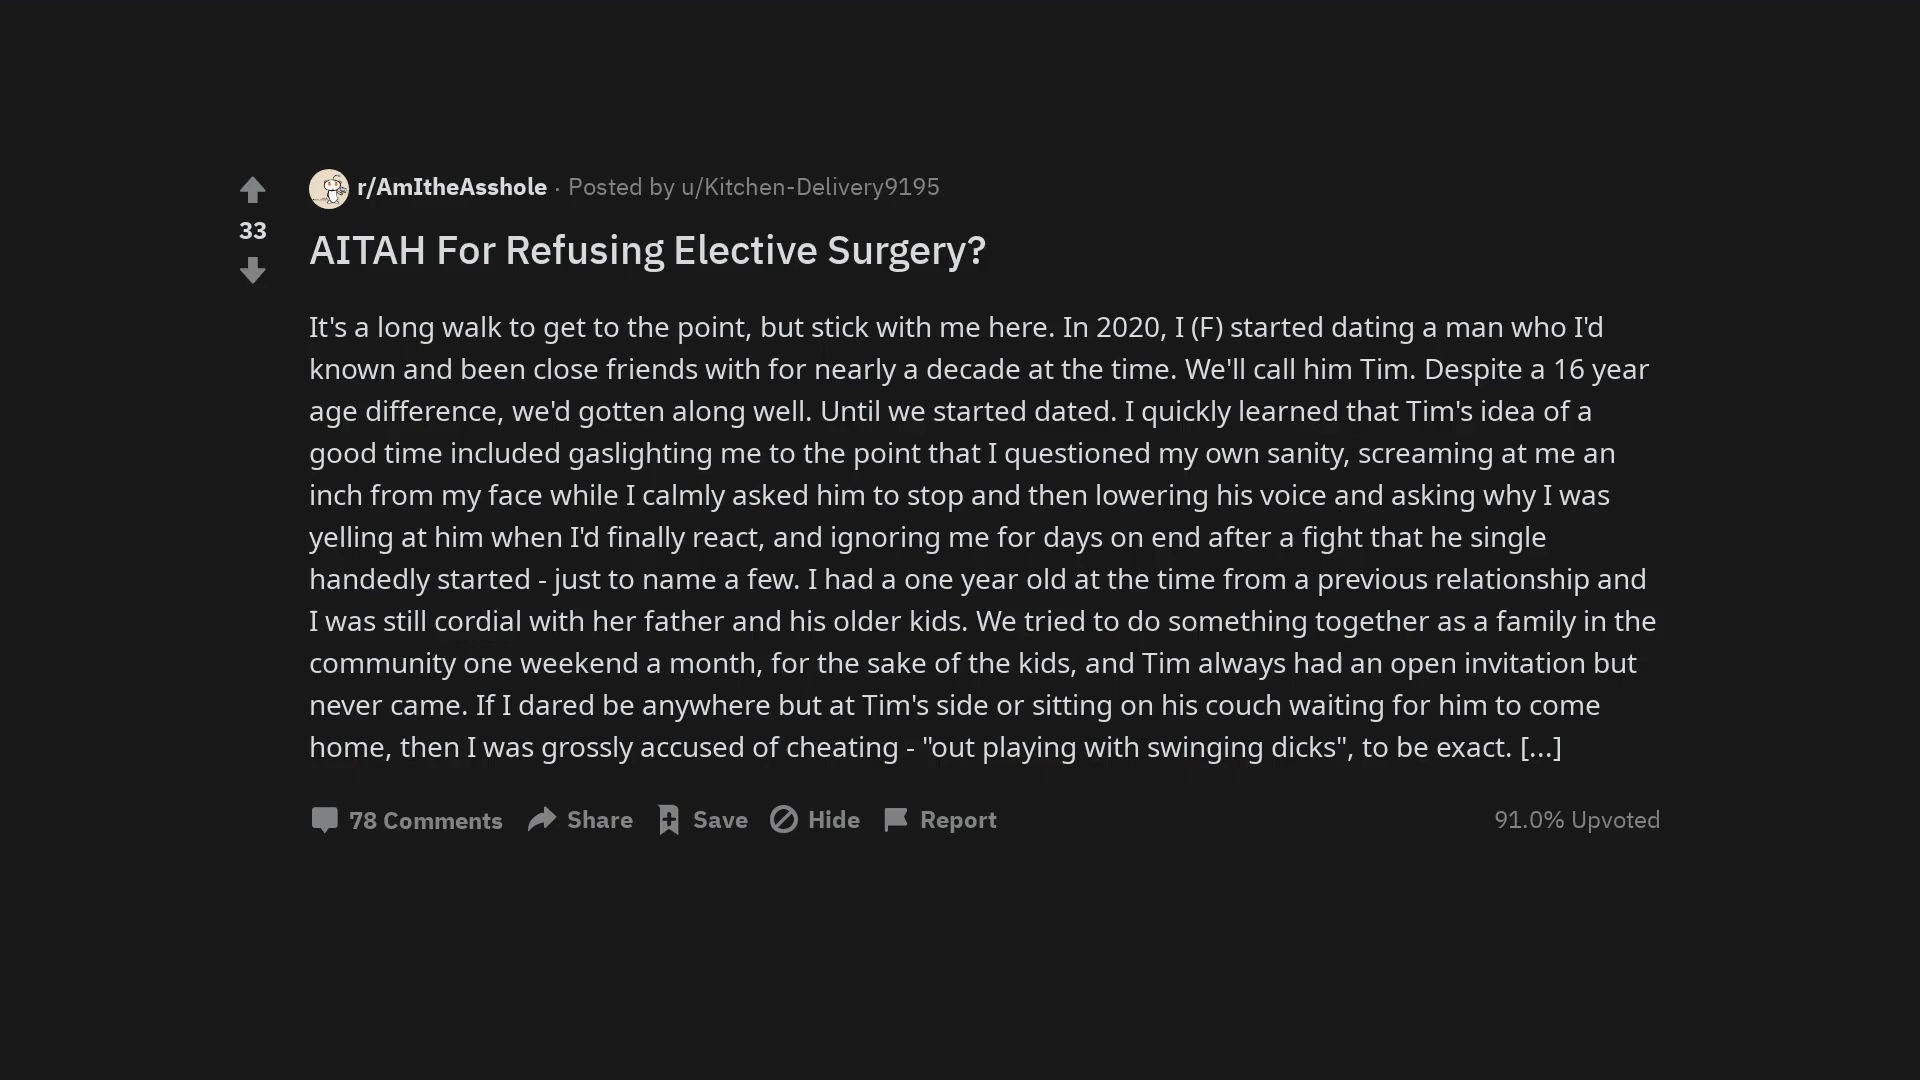 r/AmItheAsshole · Posted by u/Kitchen-Delivery9195
33
AITAH For Refusing Elective Surgery?
It's a long walk to get to the point, but stick with me here. In 2020, I (F) started dating a man who I'd
known and been close friends with for nearly a decade at the time. We'll call him Tim. Despite a 16 year
age difference, we'd gotten along well. Until we started dated. I quickly learned that Tim's idea of a
good time included gaslighting me to the point that I questioned my own sanity, screaming at me an
inch from my face while I calmly asked him to stop and then lowering his voice and asking why I was
yelling at him when I'd finally react, and ignoring me for days on end after a fight that he single
handedly started - just to name a few. I had a one year old at the time from a previous relationship and
I was still cordial with her father and his older kids. We tried to do something together as a family in the
community one weekend a month, for the sake of the kids, and Tim always had an open invitation but
never came. If I dared be anywhere but at Tim's side or sitting on his couch waiting for him to come
home, then I was grossly accused of cheating - "out playing with swinging dicks", to be exact. [...]
78 Comments Share Save Hide Report 91.0% Upvoted